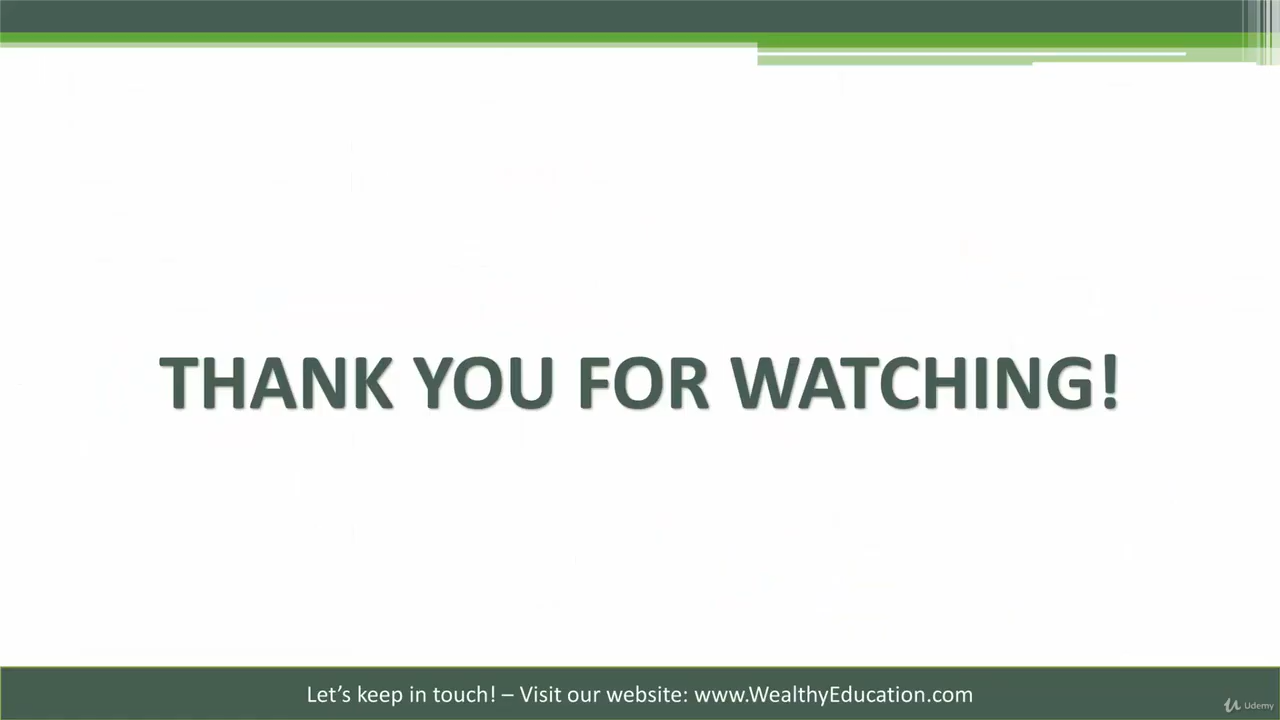 THANK YOU FOR WATCHING!
Let's keep in touch! – Visit our website: www.WealthyEducation.com
Udemy